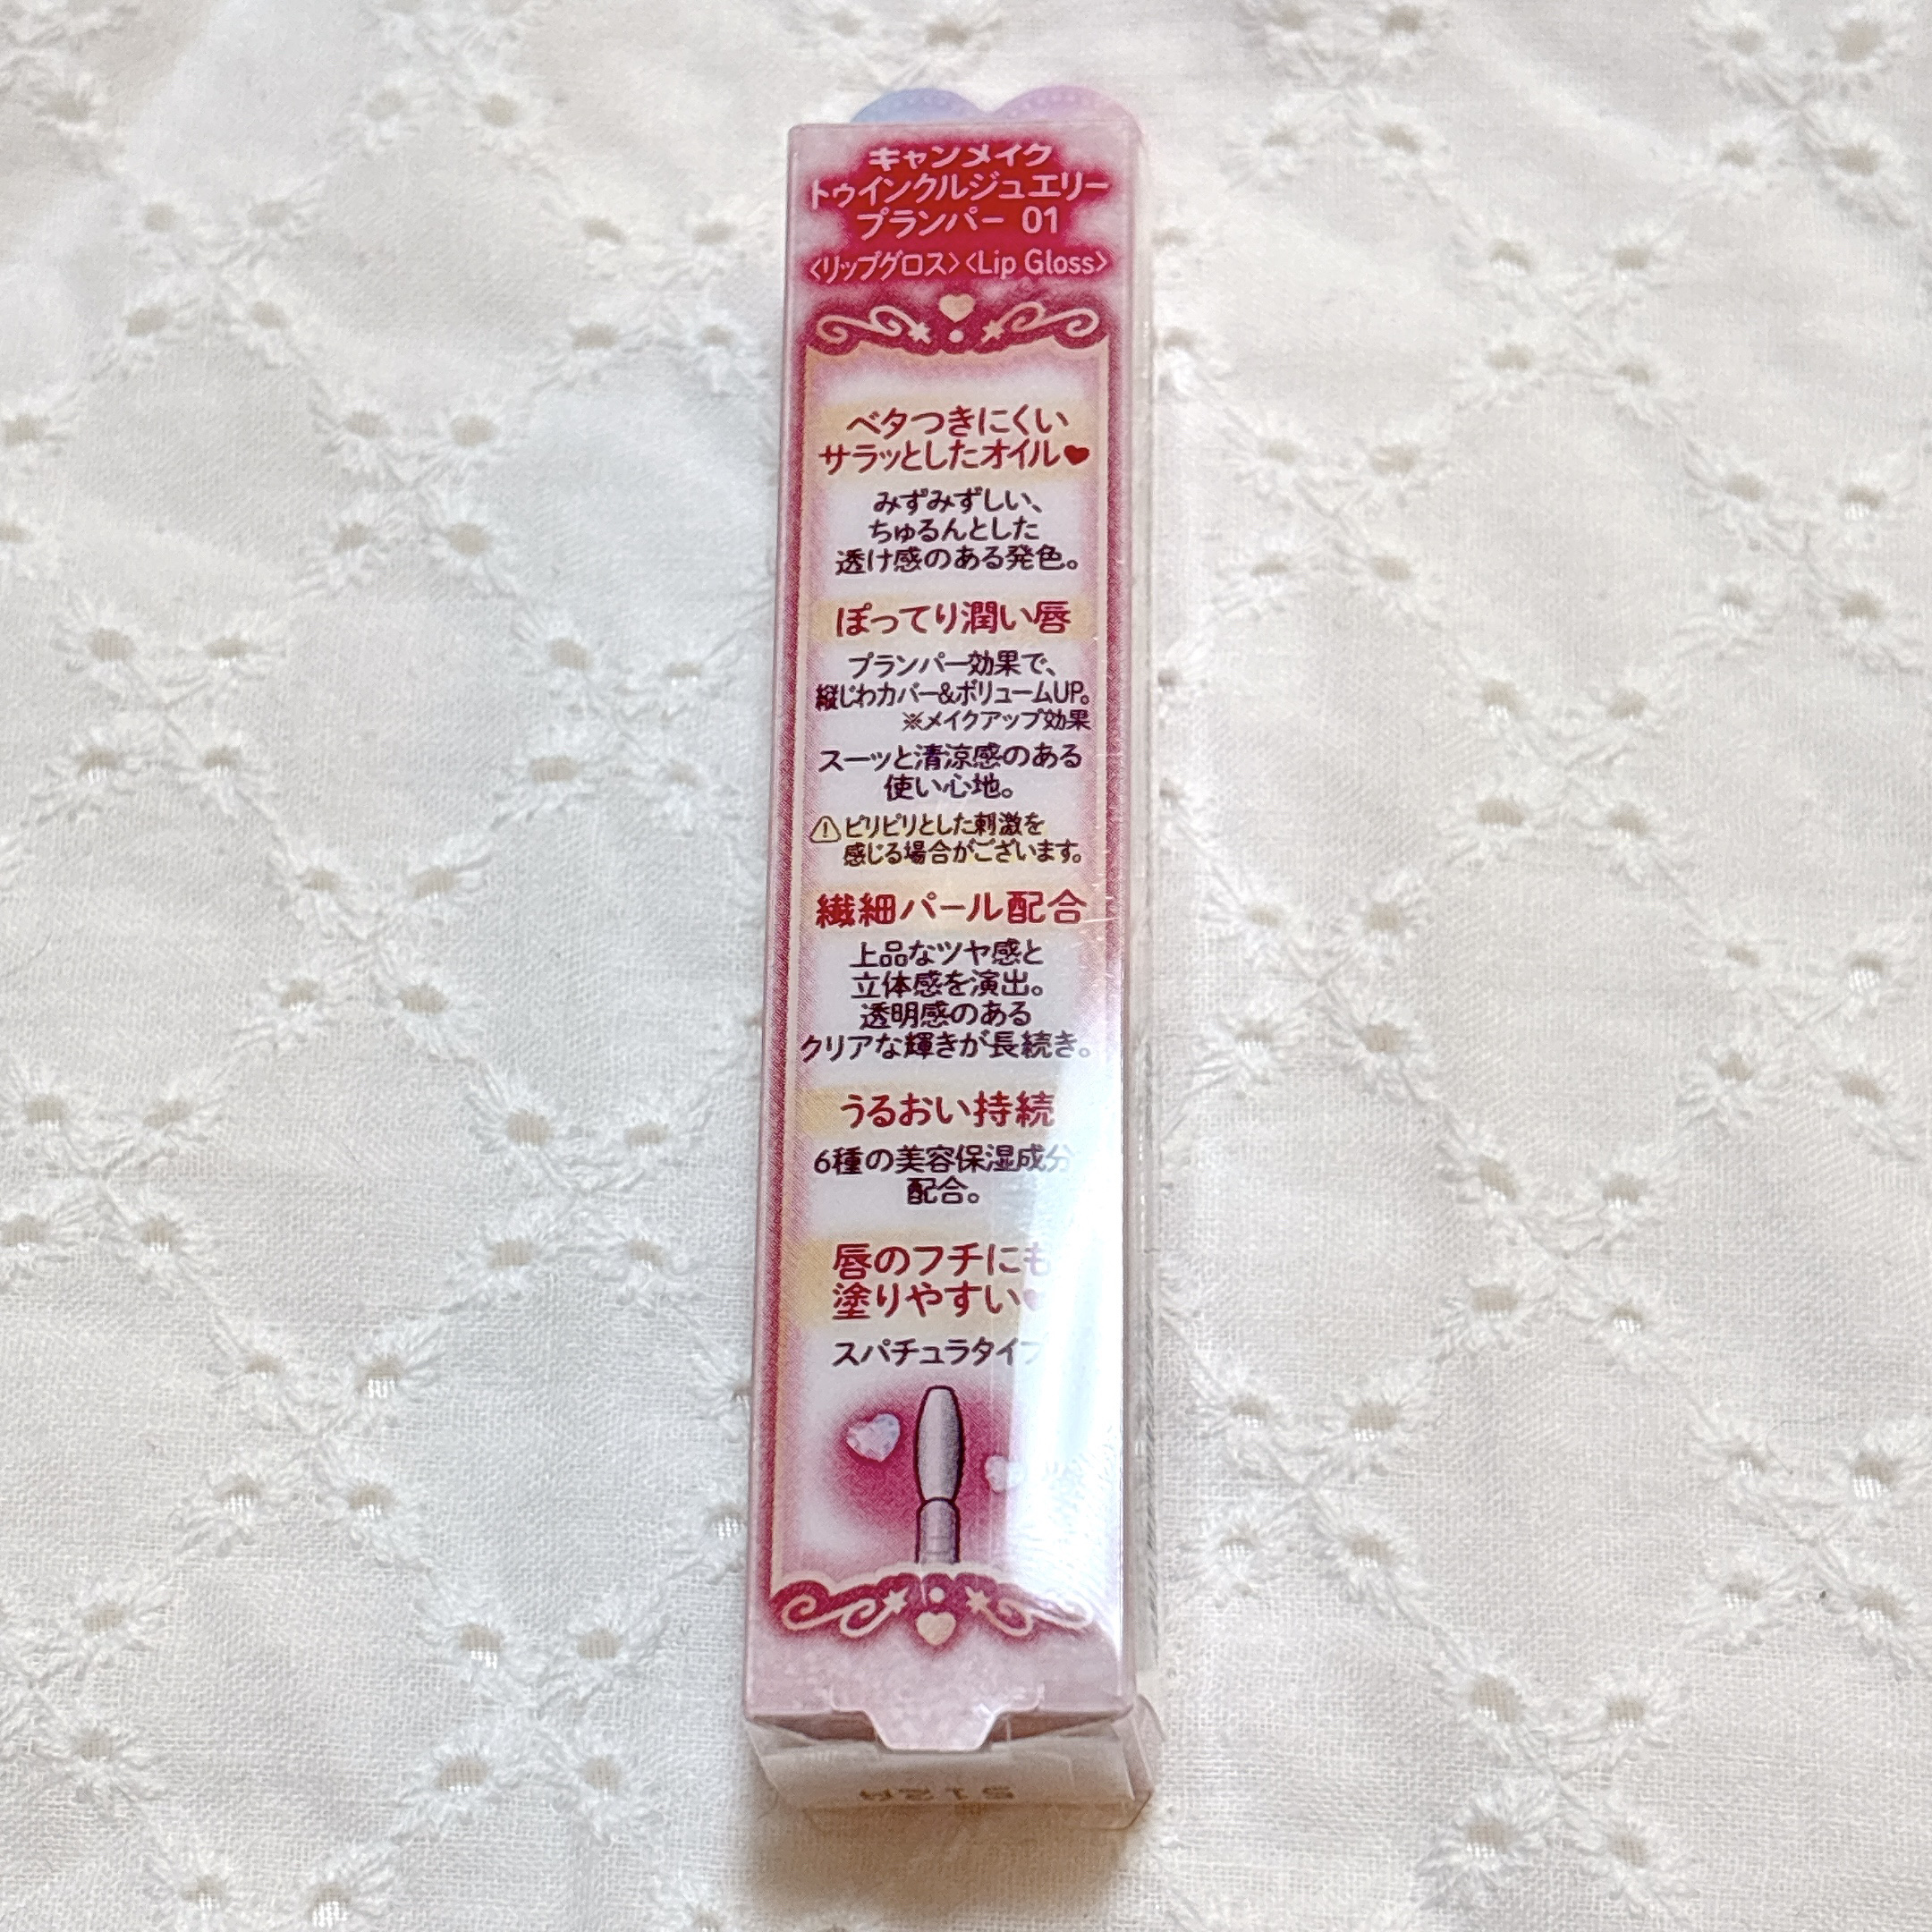 キャンメイク
トゥインクルジュエリー
プランパー 01
〈リップグロス〉〈Lip Gloss〉
ベタつきにくい
サラッとしたオイル♥
みずみずしい、
ちゅるんとした
透け感のある発色。
ぽってり潤い唇
プランパー効果で、
縦じわカバー&ボリュームUP。
※メイクアップ効果
スーッと清涼感のある
使い心地。
⚠ピリピリとした刺激を
感じる場合がございます。
繊細パール配合
上品なツヤ感と
立体感を演出。
透明感のある
クリアな輝きが長続き。
うるおい持続
6種の美容保湿成分
配合。
唇のフチにも
塗りやすい♥
スパチュラタイプ